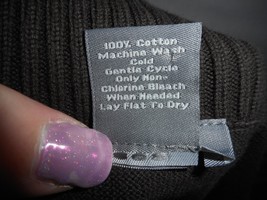 100% Cotton
Machine Wash
Cold
Gentle Cycle
Only Non-
Chlorine Bleach
When Needed
Lay Flat To Dry